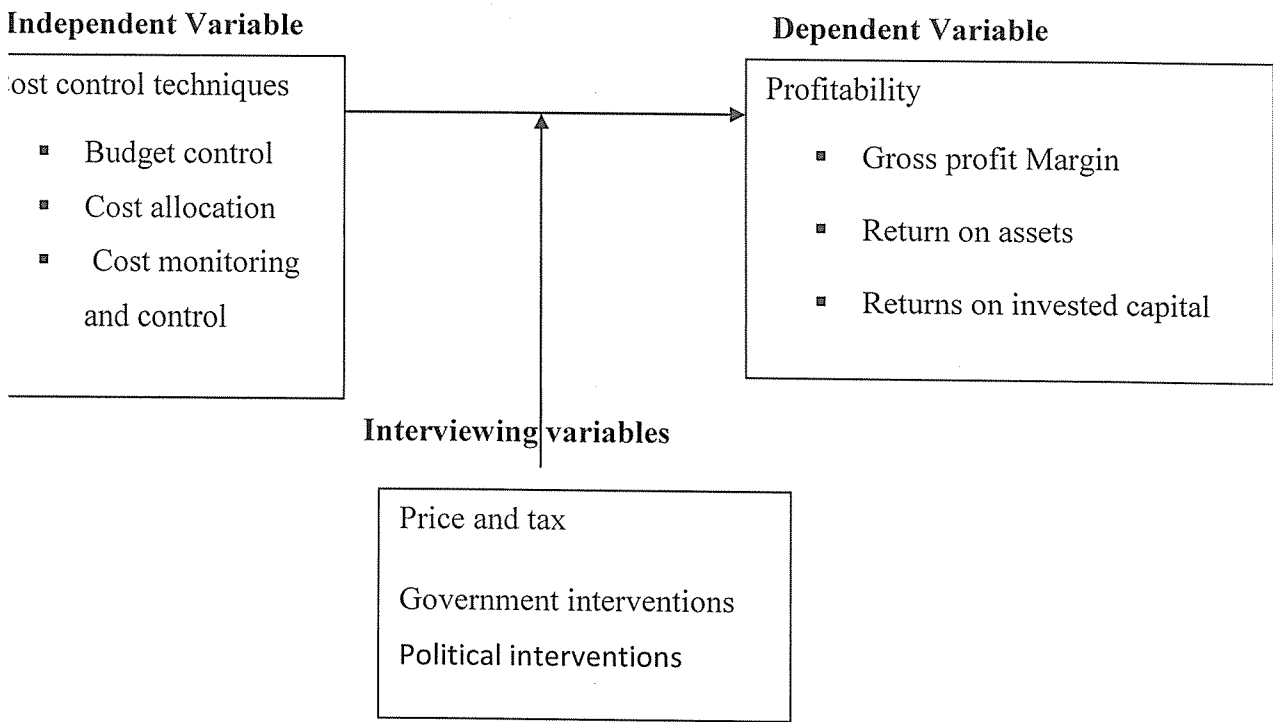 Independent Variable
ost control techniques
▪ Budget control
▪ Cost allocation
▪ Cost monitoring
and control
Dependent Variable
Profitability
▪ Gross profit Margin
▪ Return on assets
▪ Returns on invested capital
Interviewing variables
Price and tax
Government interventions
Political interventions